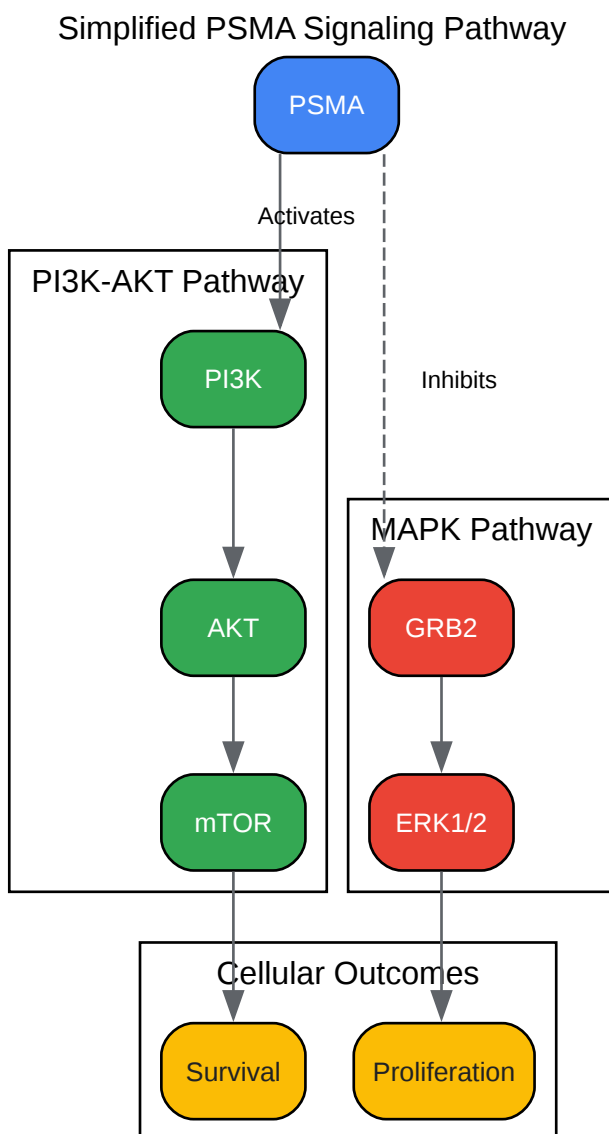 Simplified PSMA Signaling Pathway
PSMA
Activates
PI3K-AKT Pathway
PI3K
Inhibits
MAPK Pathway
AKT
GRB2
mTOR
ERK1/2
Cellular Outcomes
Survival
Proliferation